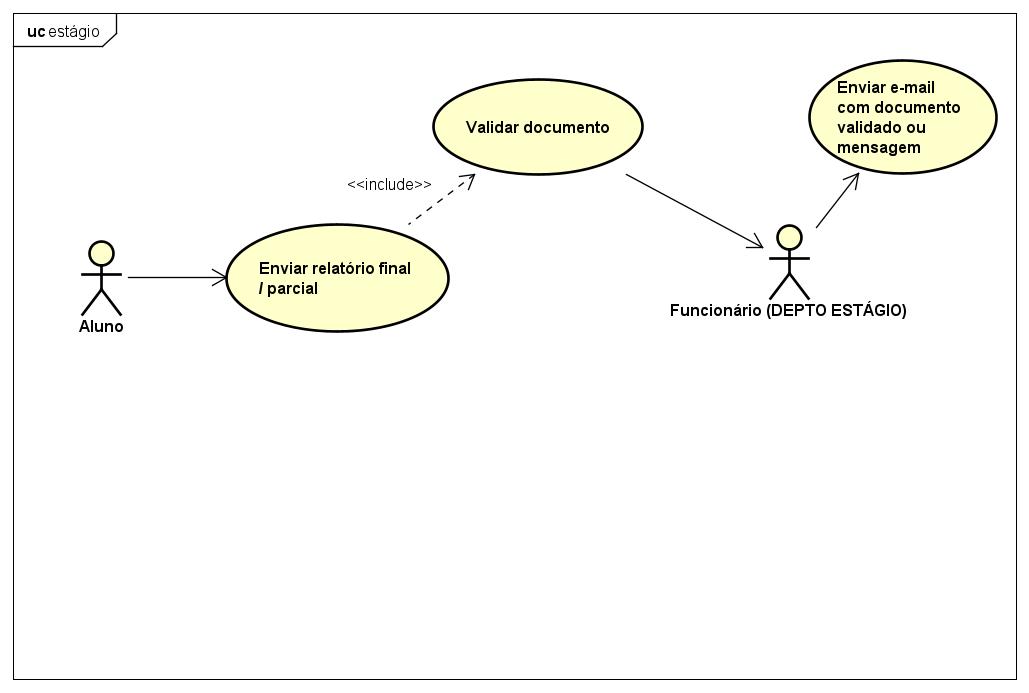 uc estágio
Enviar e-mail
com documento
validado ou
mensagem
Validar documento
<<include>>
Enviar relatório final
/ parcial
Aluno
Funcionário (DEPTO ESTÁGIO)